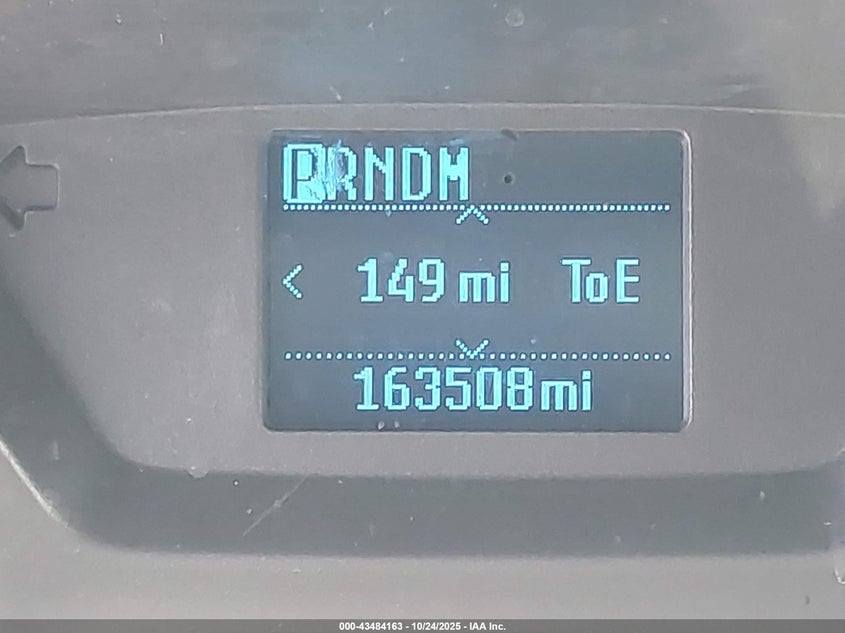 PRNDM
149 mi ToE
163508mi
000-43484163 - 10/24/2025 - IAA Inc.